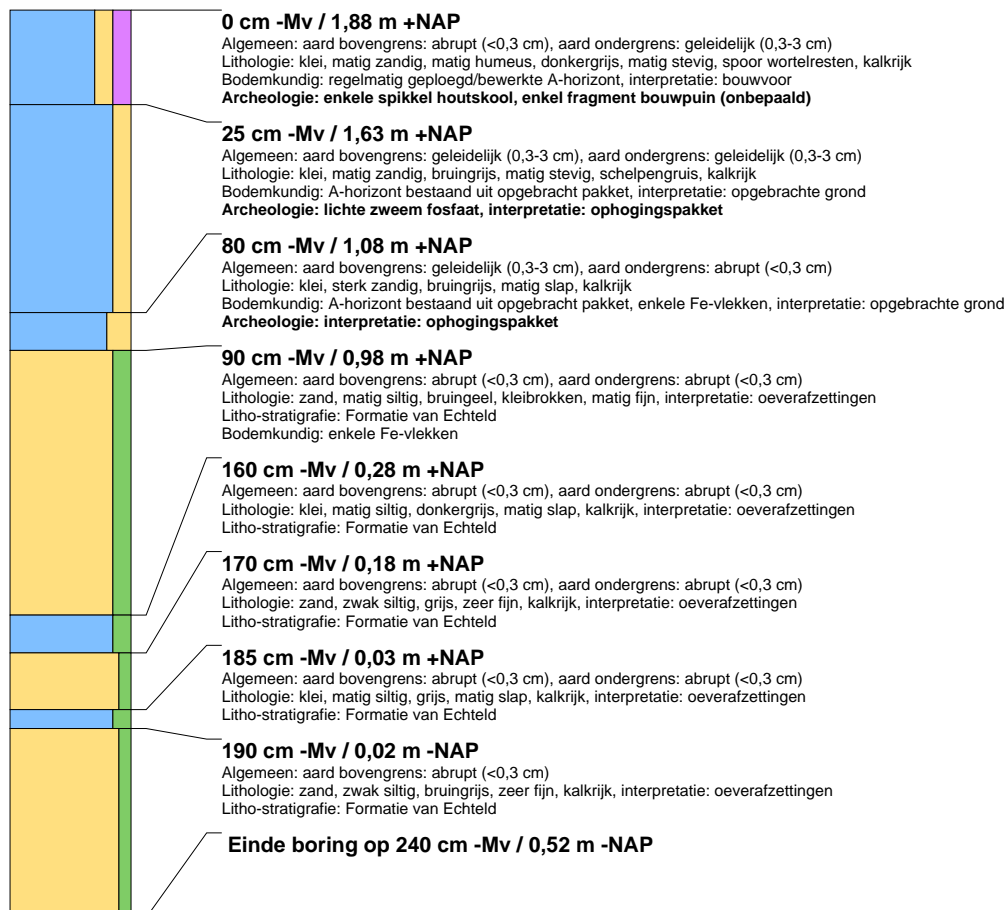 0 cm -Mv / 1,88 m +NAP
Algemeen: aard bovengrens: abrupt (<0,3 cm), aard ondergrens: geleidelijk (0,3-3 cm)
Lithologie: klei, matig zandig, matig humeus, donkergrijs, matig stevig, spoor wortelresten, kalkrijk
Bodemkundig: regelmatig geploegd/bewerkte A-horizont, interpretatie: bouwvoor
Archeologie: enkele spikkel houtskool, enkel fragment bouwpuin (onbepaald)
25 cm -Mv / 1,63 m +NAP
Algemeen: aard bovengrens: geleidelijk (0,3-3 cm), aard ondergrens: geleidelijk (0,3-3 cm)
Lithologie: klei, matig zandig, bruingrijs, matig stevig, schelpengruis, kalkrijk
Bodemkundig: A-horizont bestaand uit opgebracht pakket, interpretatie: opgebrachte grond
Archeologie: lichte zweem fosfaat, interpretatie: ophogingspakket
80 cm -Mv / 1,08 m +NAP
Algemeen: aard bovengrens: geleidelijk (0,3-3 cm), aard ondergrens: abrupt (<0,3 cm)
Lithologie: klei, sterk zandig, bruingrijs, matig slap, kalkrijk
Bodemkundig: A-horizont bestaand uit opgebracht pakket, enkele Fe-vlekken, interpretatie: opgebrachte grond
Archeologie: interpretatie: ophogingspakket
90 cm -Mv / 0,98 m +NAP
Algemeen: aard bovengrens: abrupt (<0,3 cm), aard ondergrens: abrupt (<0,3 cm)
Lithologie: zand, matig siltig, bruingeel, kleibrokken, matig fijn, interpretatie: oeverafzettingen
Litho-stratigrafie: Formatie van Echteld
Bodemkundig: enkele Fe-vlekken
160 cm -Mv / 0,28 m +NAP
Algemeen: aard bovengrens: abrupt (<0,3 cm), aard ondergrens: abrupt (<0,3 cm)
Lithologie: klei, matig siltig, donkergrijs, matig slap, kalkrijk, interpretatie: oeverafzettingen
Litho-stratigrafie: Formatie van Echteld
170 cm -Mv / 0,18 m +NAP
Algemeen: aard bovengrens: abrupt (<0,3 cm), aard ondergrens: abrupt (<0,3 cm)
Lithologie: zand, zwak siltig, grijs, zeer fijn, kalkrijk, interpretatie: oeverafzettingen
Litho-stratigrafie: Formatie van Echteld
185 cm -Mv / 0,03 m +NAP
Algemeen: aard bovengrens: abrupt (<0,3 cm), aard ondergrens: abrupt (<0,3 cm)
Lithologie: klei, matig siltig, grijs, matig slap, kalkrijk, interpretatie: oeverafzettingen
Litho-stratigrafie: Formatie van Echteld
190 cm -Mv / 0,02 m -NAP
Algemeen: aard bovengrens: abrupt (<0,3 cm)
Lithologie: zand, zwak siltig, bruingrijs, zeer fijn, kalkrijk, interpretatie: oeverafzettingen
Litho-stratigrafie: Formatie van Echteld
Einde boring op 240 cm -Mv / 0,52 m -NAP